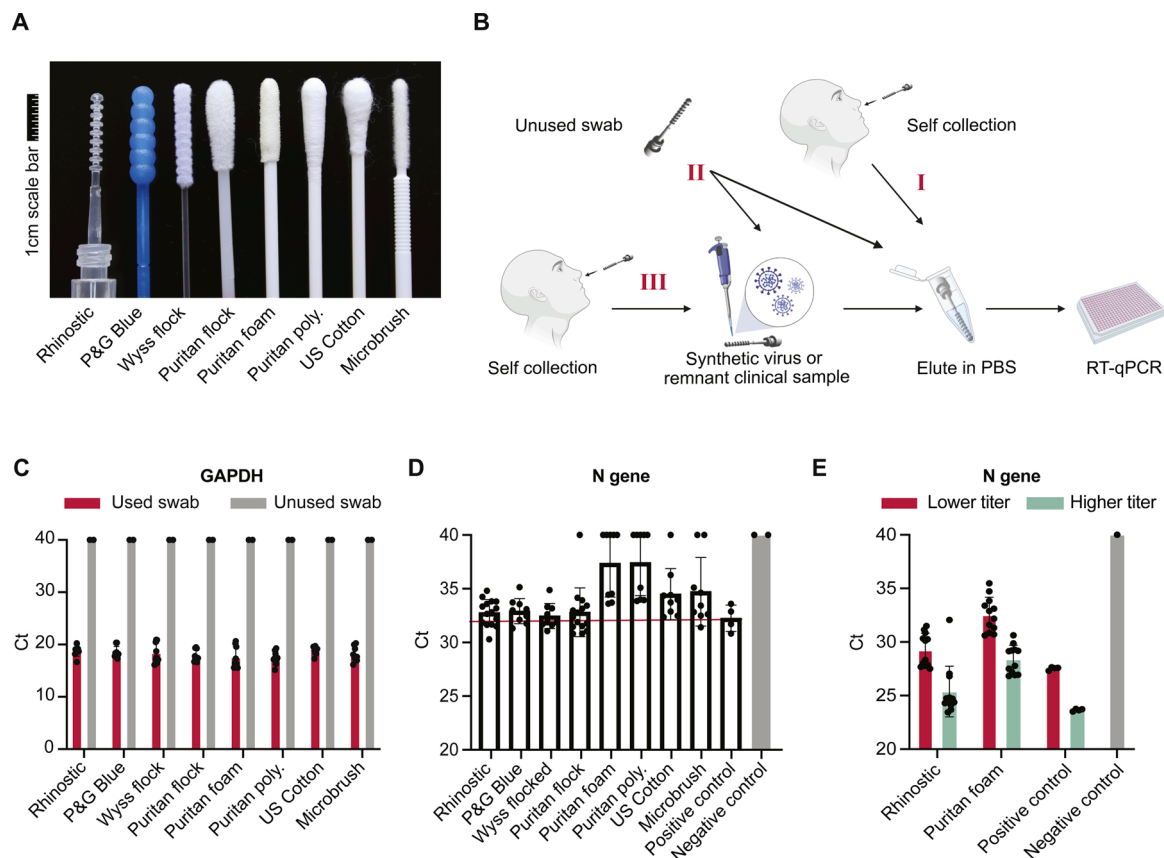 A
1cm scale bar
Rhinostic
P&G Blue
Wyss flock
Puritan flock
Puritan foam
Puritan poly.
US Cotton
Microbrush
B
Unused swab
Self collection
II
I
III
Self collection
Synthetic virus or
remnant clinical sample
Elute in PBS
RT-qPCR
C
GAPDH
Used swab
Unused swab
Ct
40
30
20
10
0
Rhinostic
P&G Blue
Wyss flock
Puritan flock
Puritan foam
Puritan poly.
US Cotton
Microbrush
D
N gene
Ct
40
35
30
25
20
Rhinostic
P&G Blue
Wyss flocked
Puritan flock
Puritan foam
Puritan poly.
US Cotton
Microbrush
Positive control
Negative control
E
N gene
Lower titer
Higher titer
Ct
40
35
30
25
20
Rhinostic
Puritan foam
Positive control
Negative control